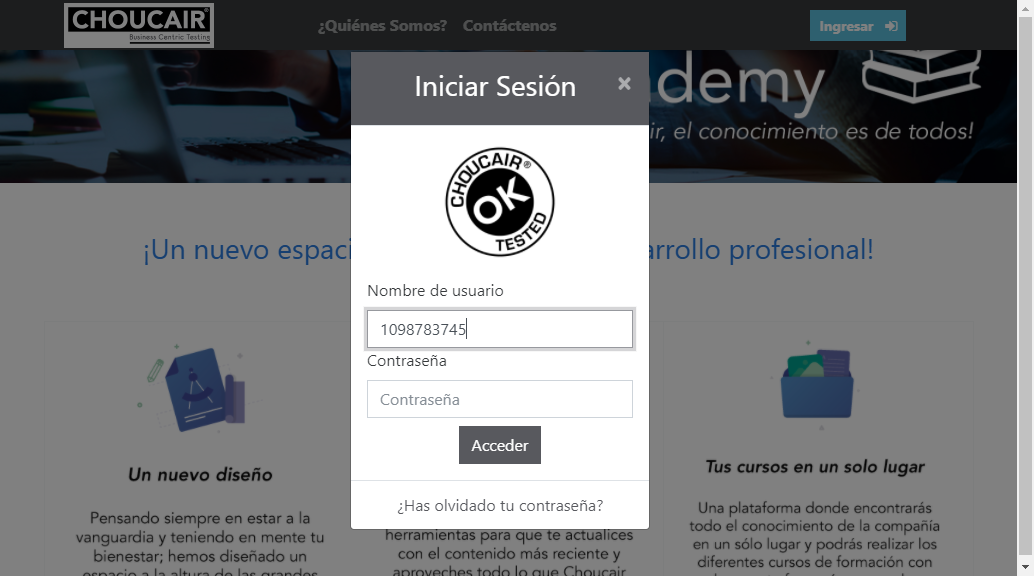 CHOUCAIR®
Business Centric Testing
¿Quiénes Somos? Contáctenos
Ingresar
Iniciar Sesión
×
demy
ir, el conocimiento es de todos!
CHOUCAIR®
OK
TESTED
¡Un nuevo espaci
arrollo profesional!
Nombre de usuario
1098783745
Contraseña
Contraseña
Acceder
¿Has olvidado tu contraseña?
Un nuevo diseño
Pensando siempre en estar a la
vanguardia y teniendo en mente tu
bienestar; hemos diseñado un
espacio a la altura de las grandes
herramientas para que te actualices
con el contenido más reciente y
aproveches todo lo que Choucair
Tus cursos en un solo lugar
Una plataforma donde encontrarás
todo el conocimiento de la compañía
en un sólo lugar y podrás realizar los
diferentes cursos de formación con